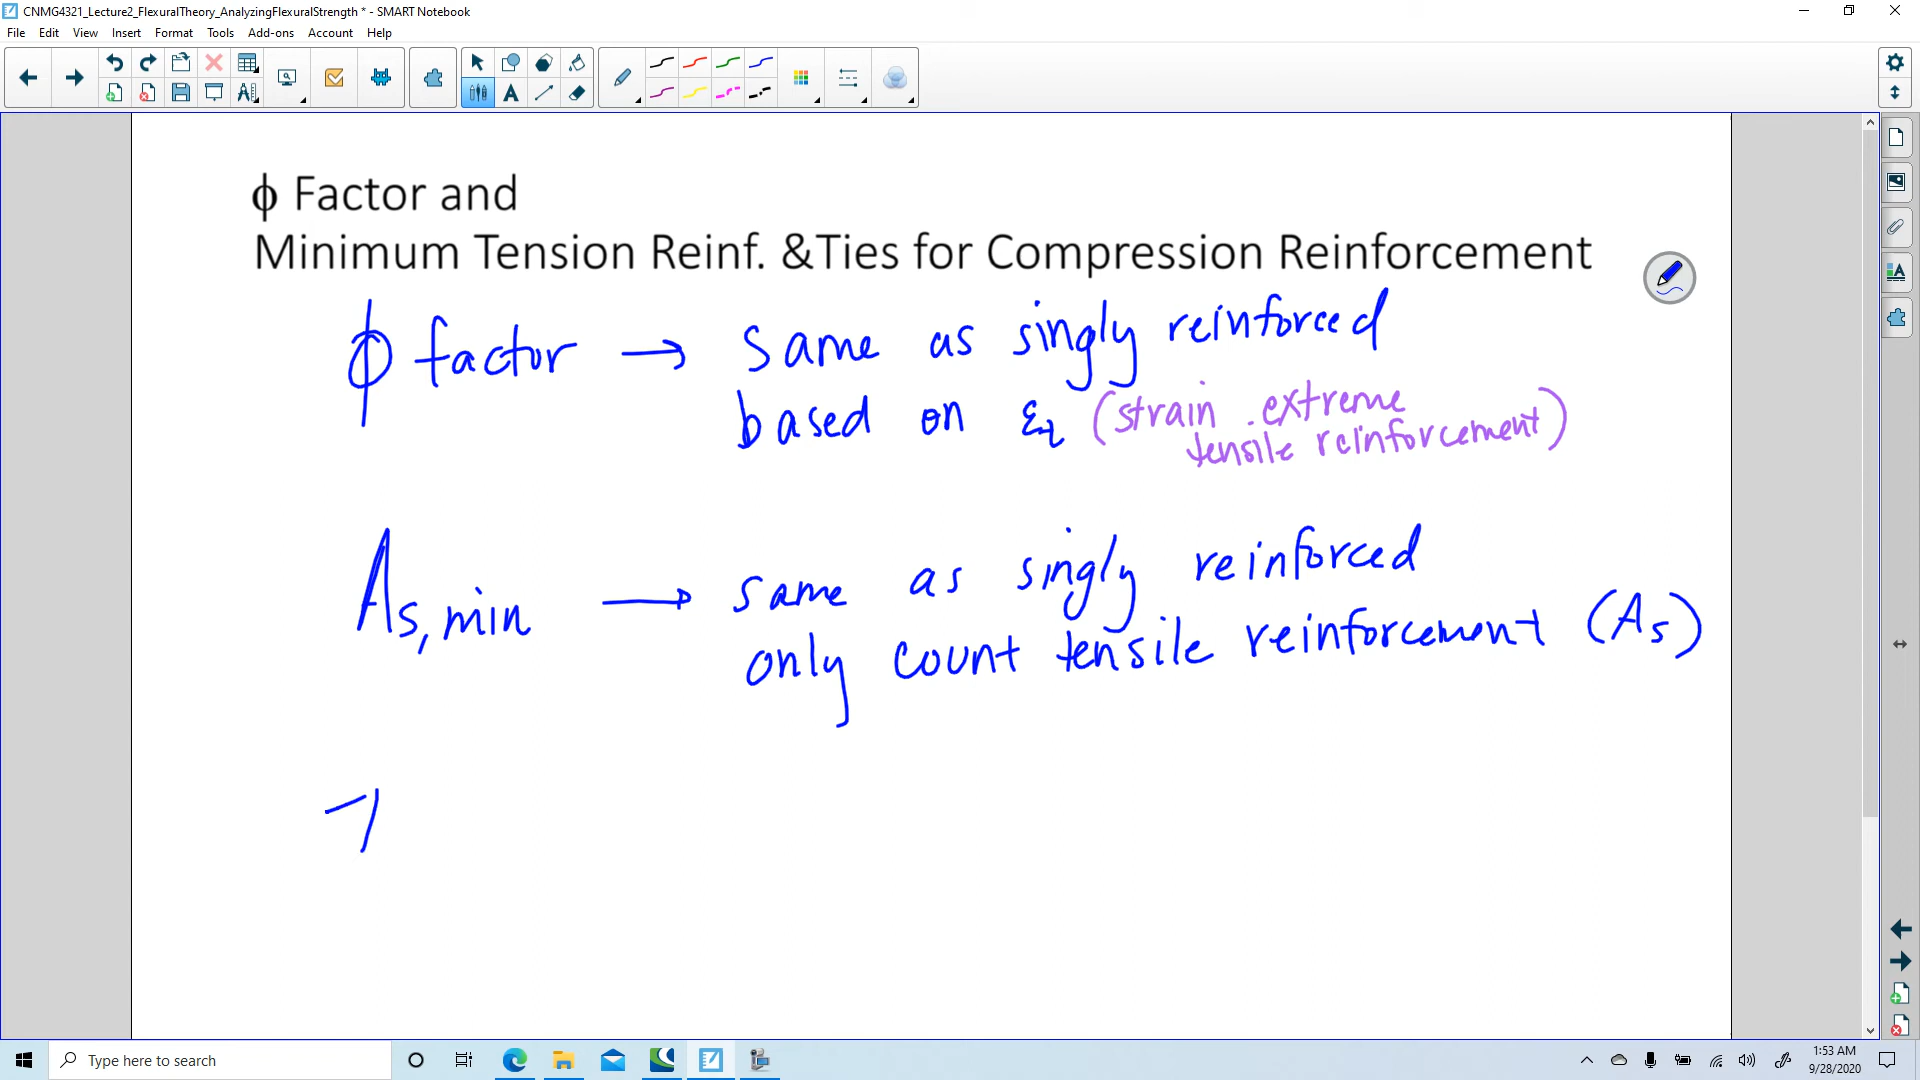 CNMG4321_Lecture2_FlexuralTheory_AnalyzingFlexuralStrength * - SMART Notebook
File Edit View Insert Format Tools Add-ons Account Help
ϕ Factor and
Minimum Tension Reinf. &Ties for Compression Reinforcement
ϕ factor → same as singly reinforced
based on εt (strain extreme
tensile reinforcement)
As, min → same as singly reinforced
only count tensile reinforcement (As)
Type here to search
1:53 AM
9/28/2020